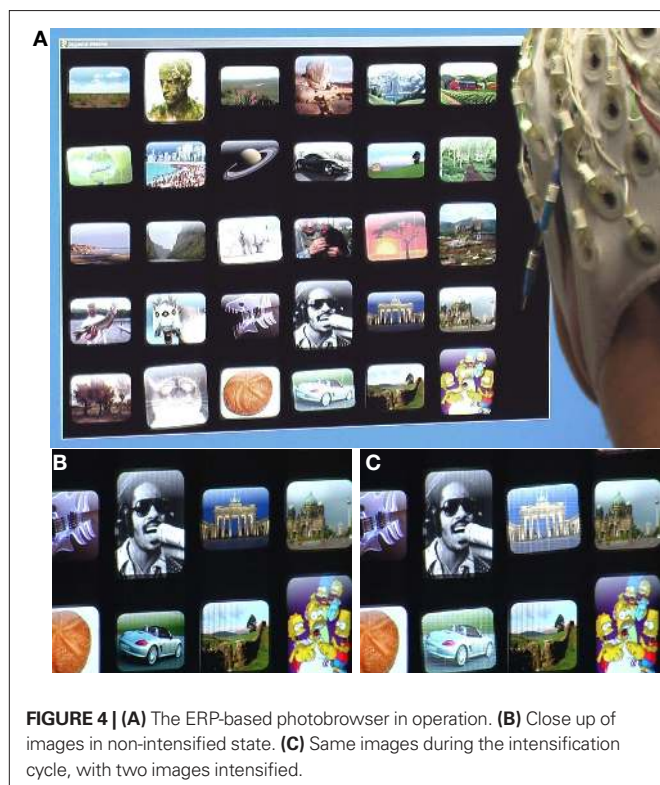 A
B
C
FIGURE 4 | (A) The ERP-based photobrowser in operation. (B) Close up of
images in non-intensified state. (C) Same images during the intensification
cycle, with two images intensified.